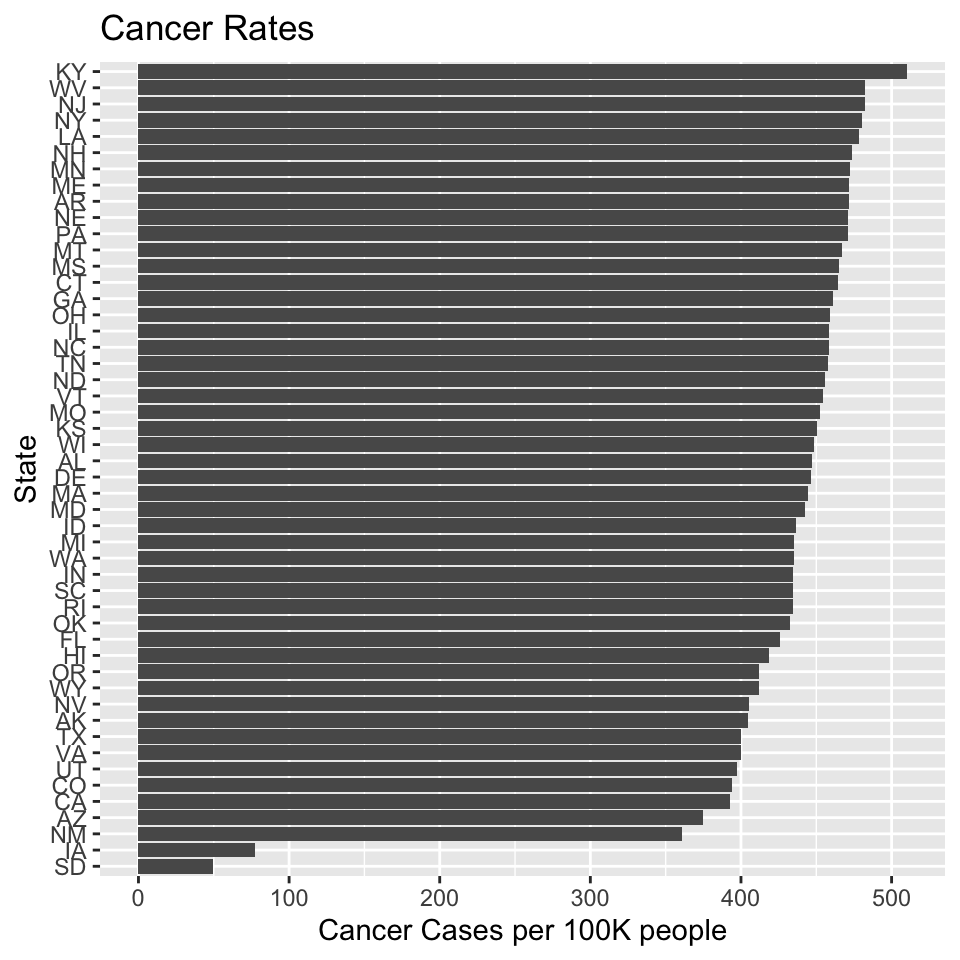 Cancer Rates
State
KY
WV
NJ
NY
LA
NH
MN
ME
AR
NE
PA
MT
MS
CT
GA
OH
IL
NC
TN
ND
VT
MO
KS
WI
AL
DE
MA
MD
ID
MI
WA
IN
SC
RI
OK
FL
HI
OR
WY
NV
AK
TX
VA
UT
CO
CA
AZ
NM
IA
SD
0 100 200 300 400 500
Cancer Cases per 100K people